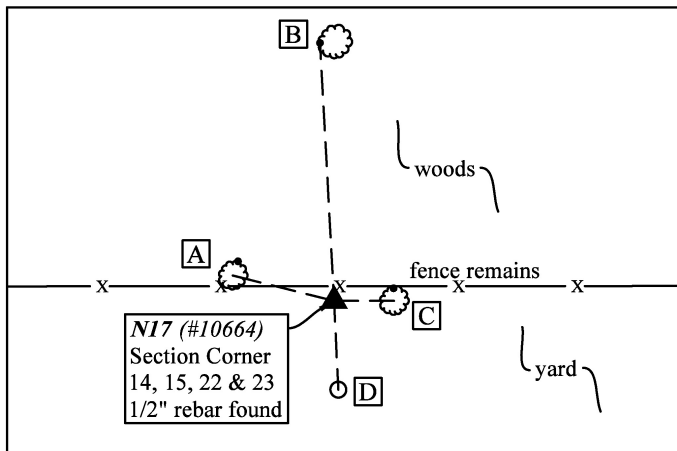 B
woods
A
fence remains
x x x x x
C
N17 (#10664)
Section Corner
14, 15, 22 & 23
1/2" rebar found
D
yard